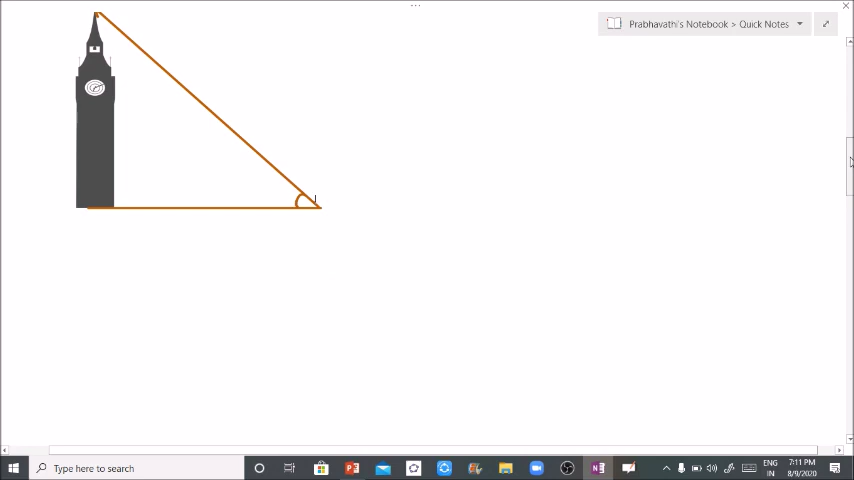 Prabhavathi's Notebook > Quick Notes
Type here to search
ENG
IN
7:11 PM
8/9/2020